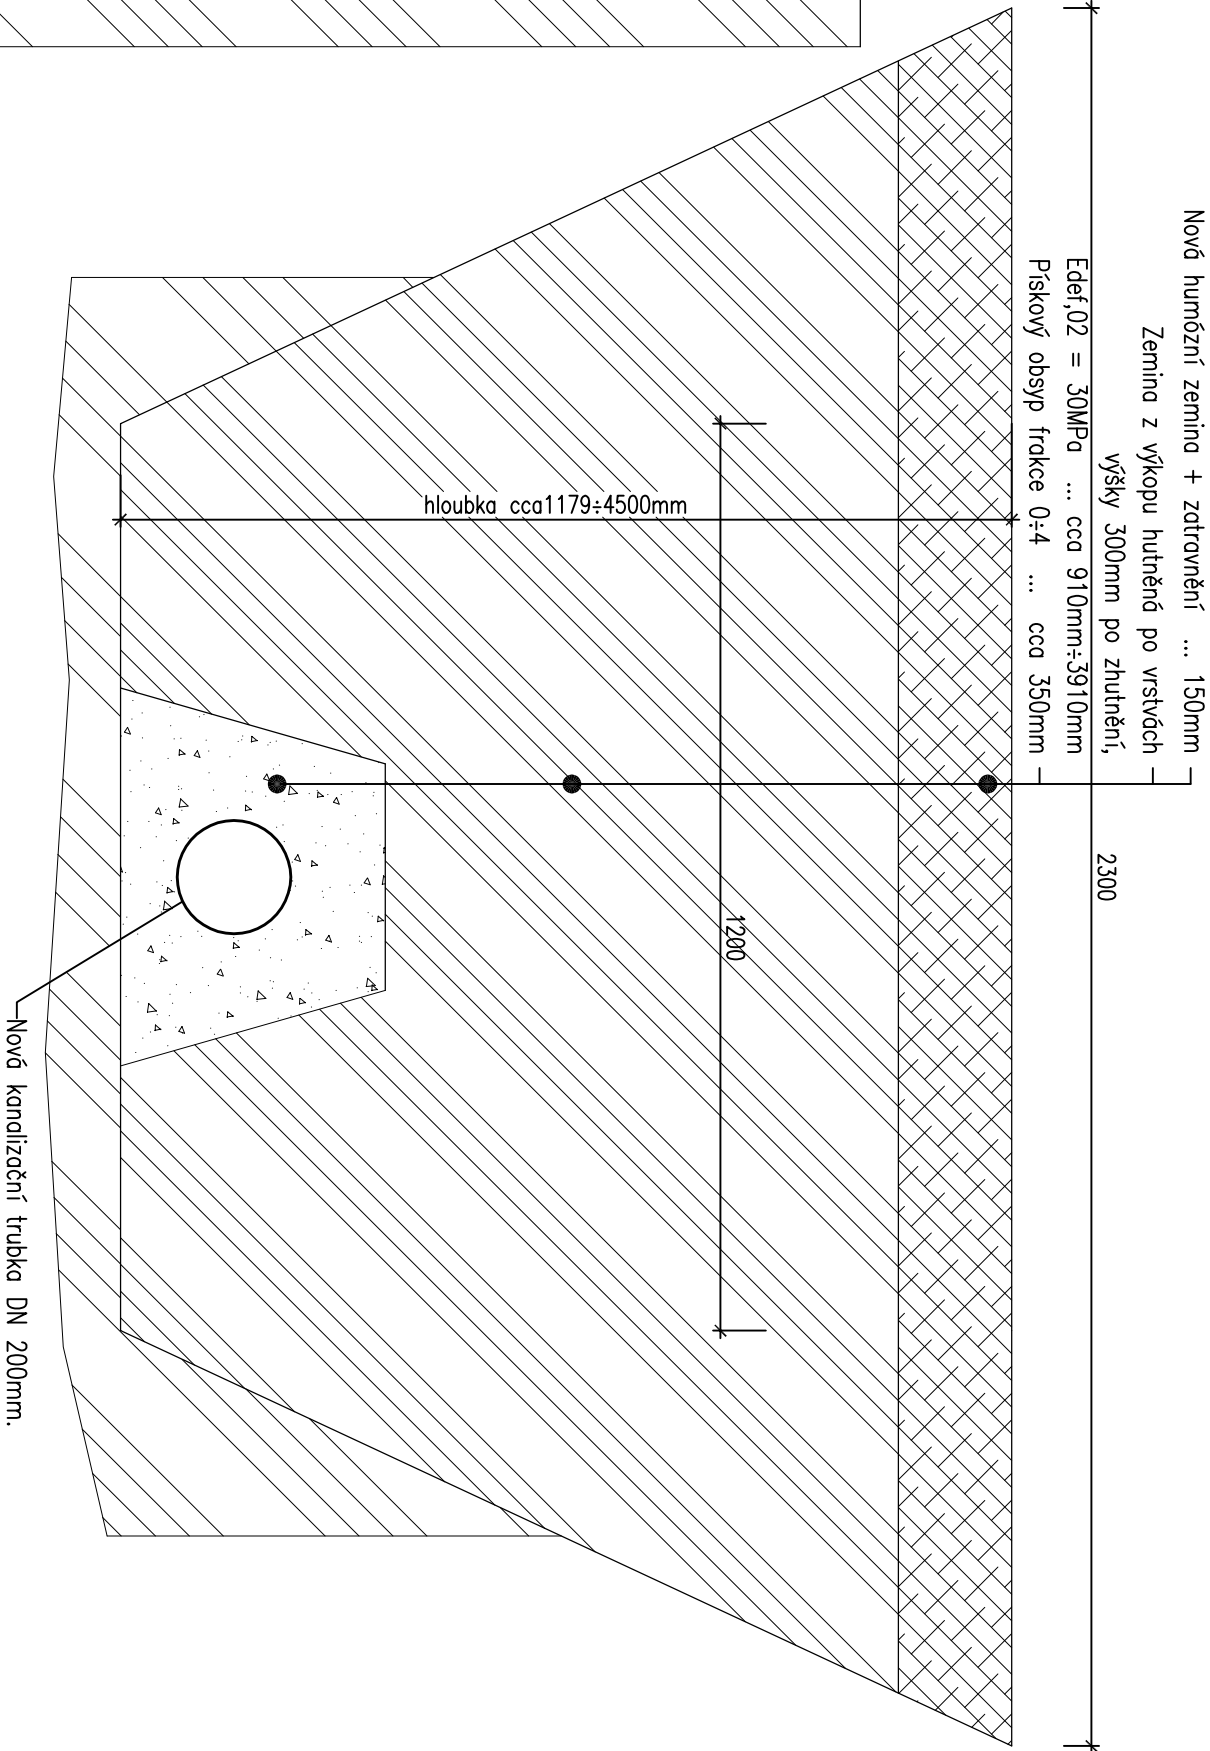 Nová humózní zemina + zatravnění ... 150mm
Zemina z výkopu hutněná po vrstvách
výšky 300mm po zhutnění,
Edef,02 = 30MPa ... cca 910mm÷3910mm
Pískový obsyp frakce 0÷4 ... cca 350mm
2300
hloubka cca1179÷4500mm
1200
Nová kanalizační trubka DN 200mm.